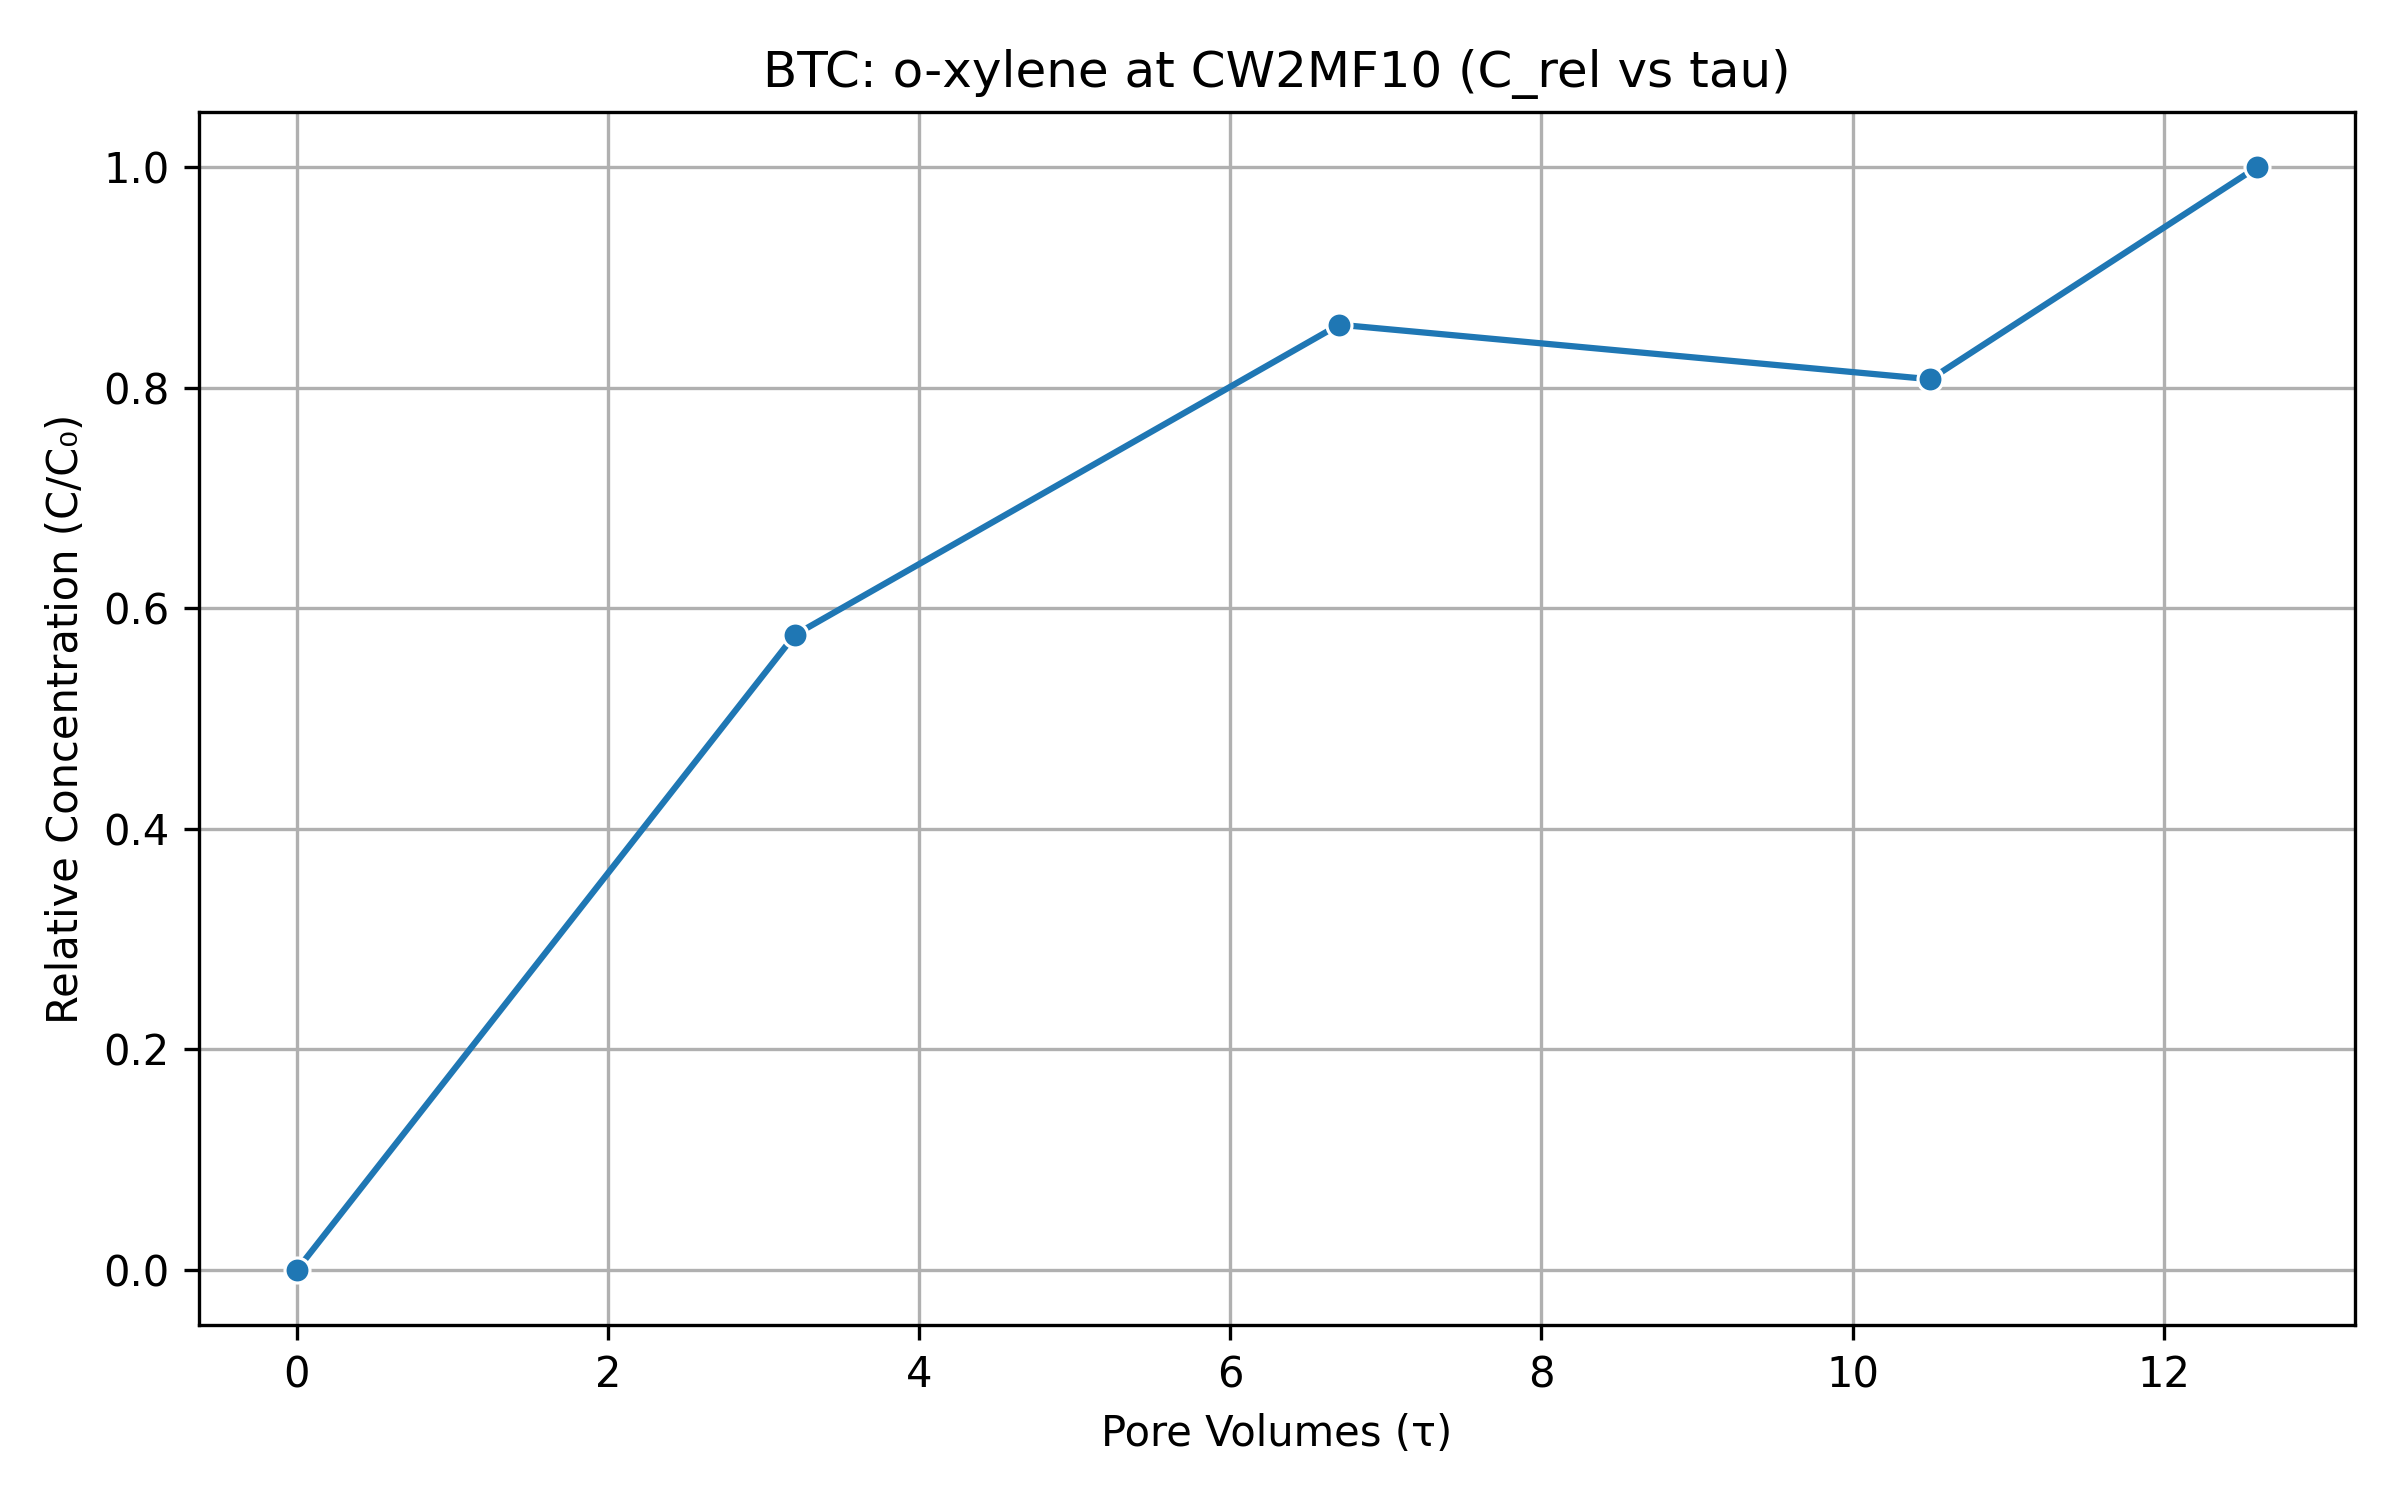 BTC: o-xylene at CW2MF10 (C_rel vs tau)
Relative Concentration (C/C₀)
1.0
0.8
0.6
0.4
0.2
0.0
0 2 4 6 8 10 12
Pore Volumes (τ)